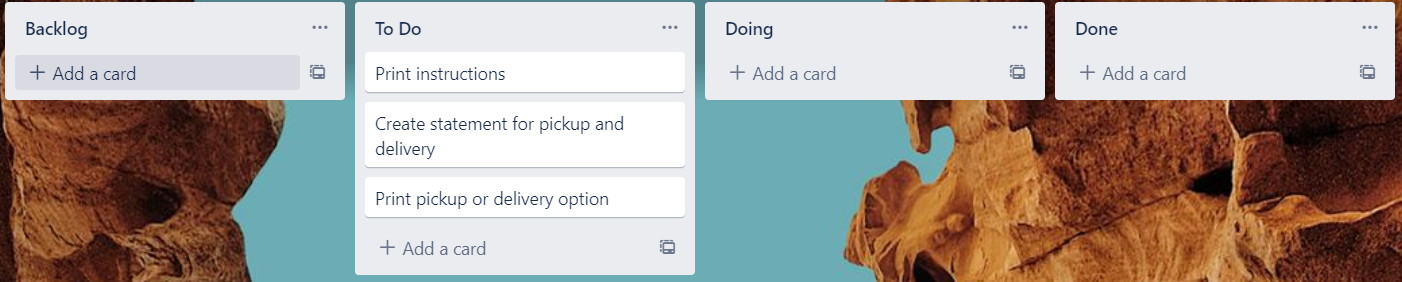 Backlog
Add a card
To Do
Print instructions
Create statement for pickup and
delivery
Print pickup or delivery option
Add a card
Doing
Add a card
Done
Add a card